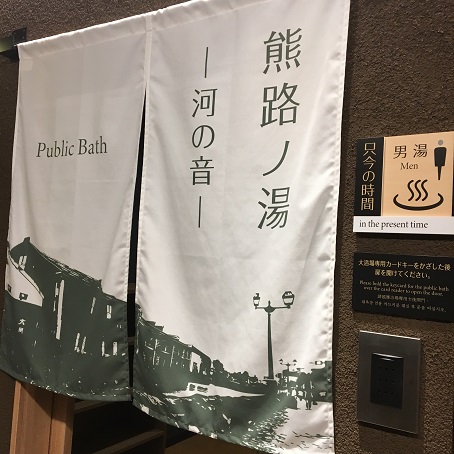 Public Bath
熊路ノ湯
―河の音―
只今の時間
男湯
Men
in the present time
大浴場専用カードキーをかざした後
扉を開けてください。
Please hold the keycard for the public bath
over the card reader to open the door.